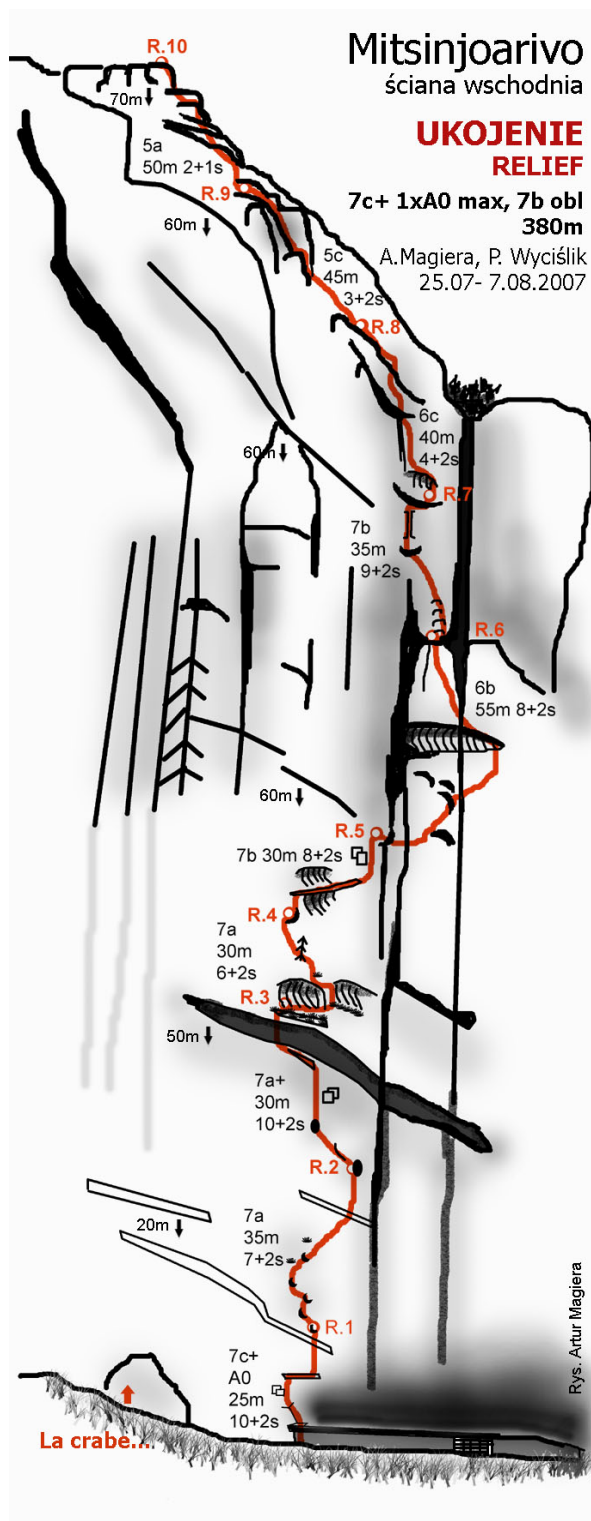 R.10
Mitsinjoarivo
ściana wschodnia
70m
UKOJENIE
RELIEF
5a
50m 2+1s
R.9
7c+ 1xA0 max, 7b obl
380m
60m
A.Magiera, P. Wyciślik
25.07- 7.08.2007
5c
45m
3+2s
R.8
6c
40m
4+2s
60m
R.7
7b
35m
9+2s
R.6
6b
55m 8+2s
60m
R.5
7b 30m 8+2s
R.4
7a
30m
6+2s
R.3
50m
7a+
30m
10+2s
R.2
7a
35m
7+2s
20m
R.1
7c+
A0
25m
10+2s
Rys. Artur Magiera
La crabe...